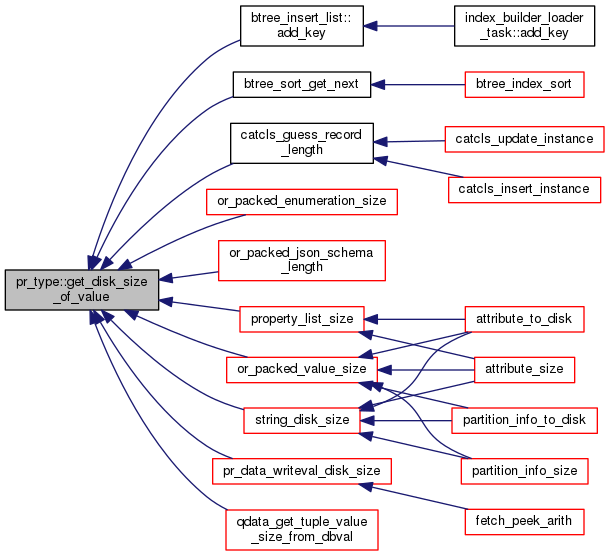 pr_type::get_disk_size
_of_value
btree_insert_list::
add_key
btree_sort_get_next
catcls_guess_record
_length
or_packed_enumeration_size
or_packed_json_schema
_length
property_list_size
or_packed_value_size
string_disk_size
pr_data_writeval_disk_size
qdata_get_tuple_value
_size_from_dbval
index_builder_loader
_task::add_key
btree_index_sort
catcls_update_instance
catcls_insert_instance
attribute_to_disk
attribute_size
partition_info_to_disk
partition_info_size
fetch_peek_arith